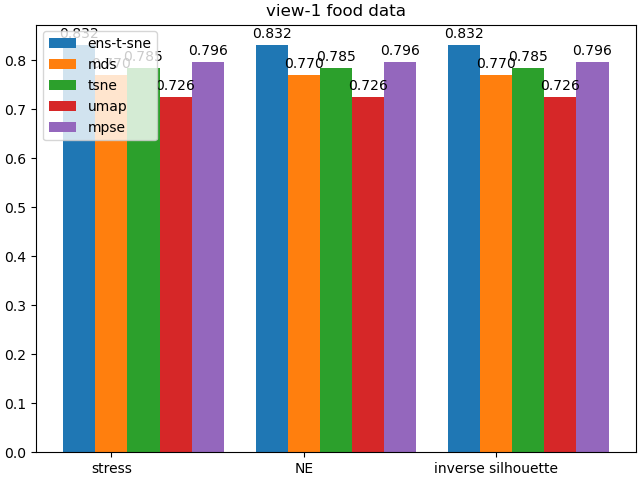 view-1 food data
0.832
0.770
0.785
0.726
0.796
0.832
0.770
0.785
0.726
0.796
0.832
0.770
0.785
0.726
0.796
ens-t-sne
mds
tsne
umap
mpse
0.8
0.7
0.6
0.5
0.4
0.3
0.2
0.1
0.0
stress
NE
inverse silhouette